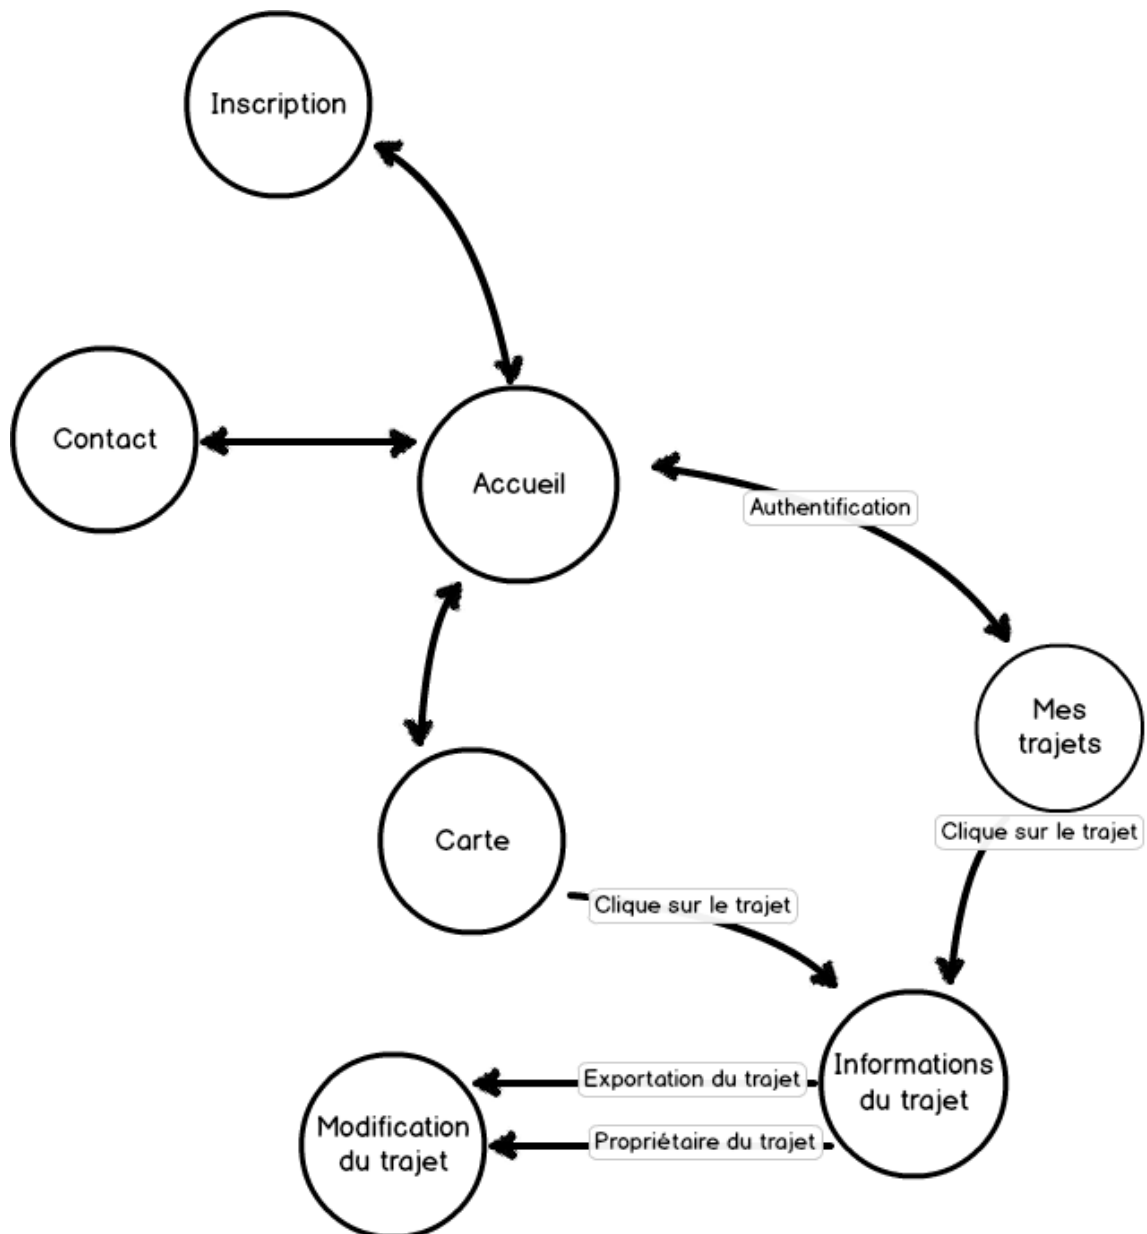 Inscription
Contact
Accueil
Authentification
Mes
trajets
Clique sur le trajet
Carte
Clique sur le trajet
Informations
du trajet
Exportation du trajet
Propriétaire du trajet
Modification
du trajet